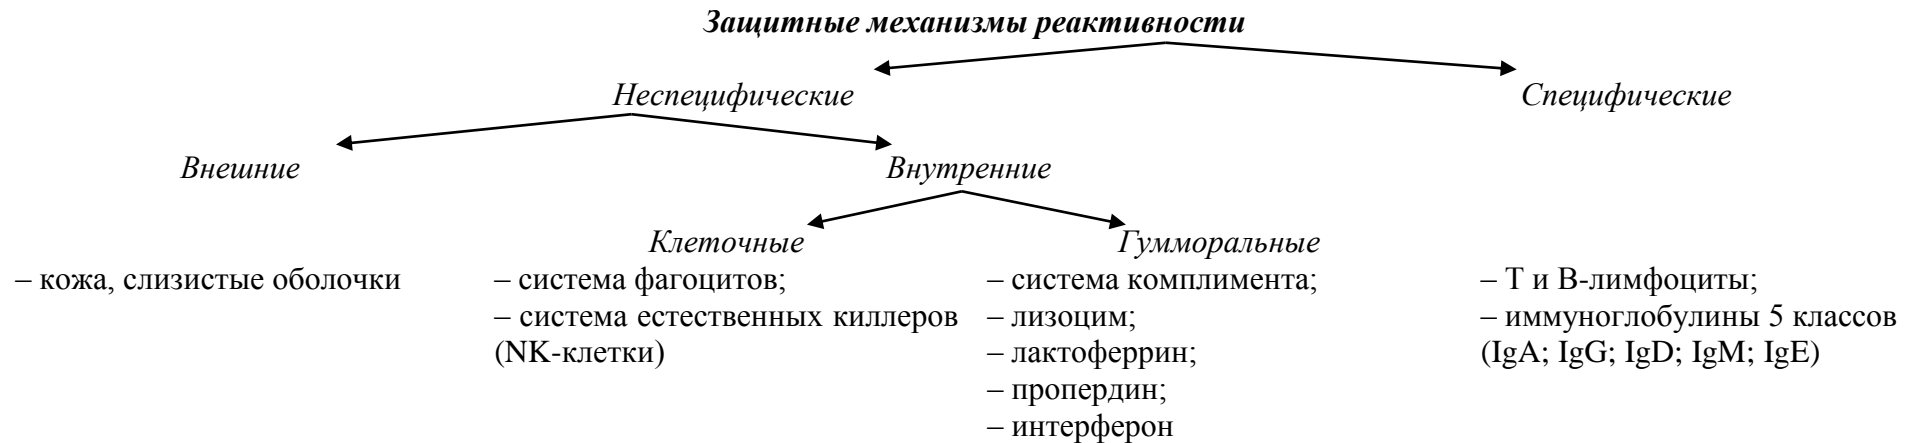 Защитные механизмы реактивности
Неспецифические
Специфические
Внешние
Внутренние
Клеточные
Гумморальные
– кожа, слизистые оболочки
– система фагоцитов;
– система естественных киллеров
(NK-клетки)
– система комплимента;
– лизоцим;
– лактоферрин;
– пропердин;
– интерферон
– Т и В-лимфоциты;
– иммуноглобулины 5 классов
(IgA; IgG; IgD; IgM; IgE)